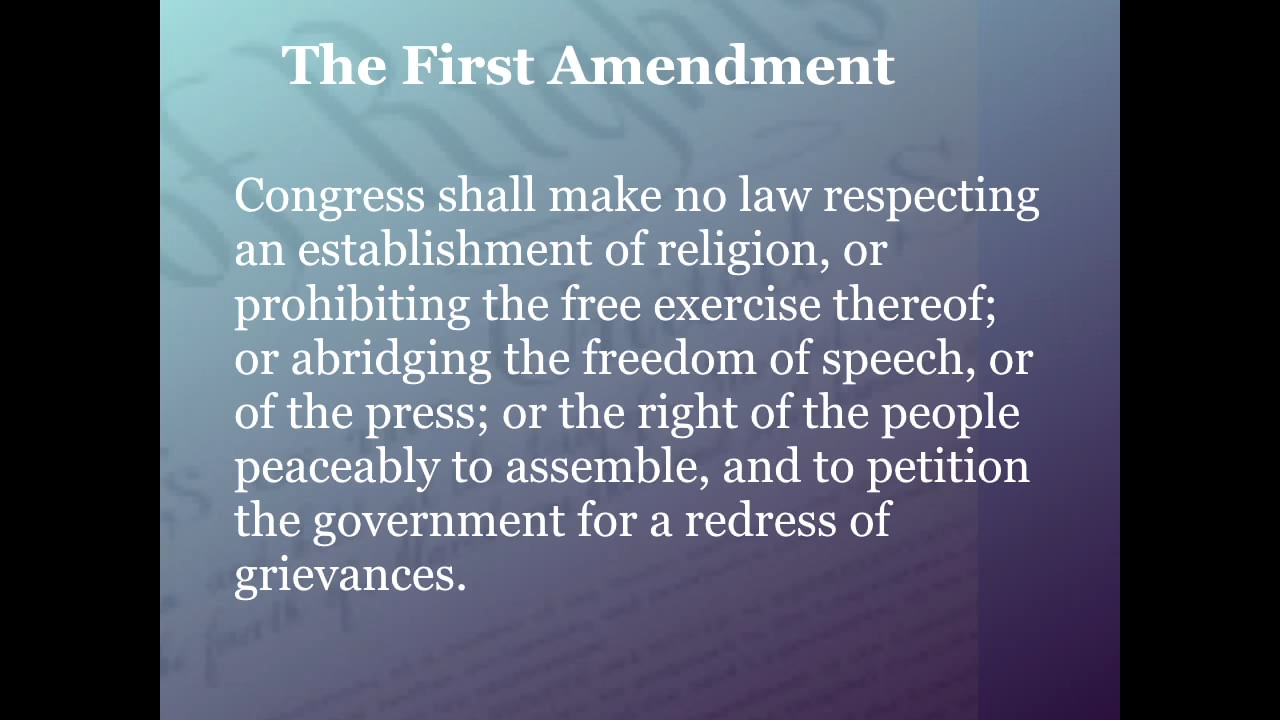 The First Amendment
Congress shall make no law respecting
an establishment of religion, or
prohibiting the free exercise thereof;
or abridging the freedom of speech, or
of the press; or the right of the people
peaceably to assemble, and to petition
the government for a redress of
grievances.